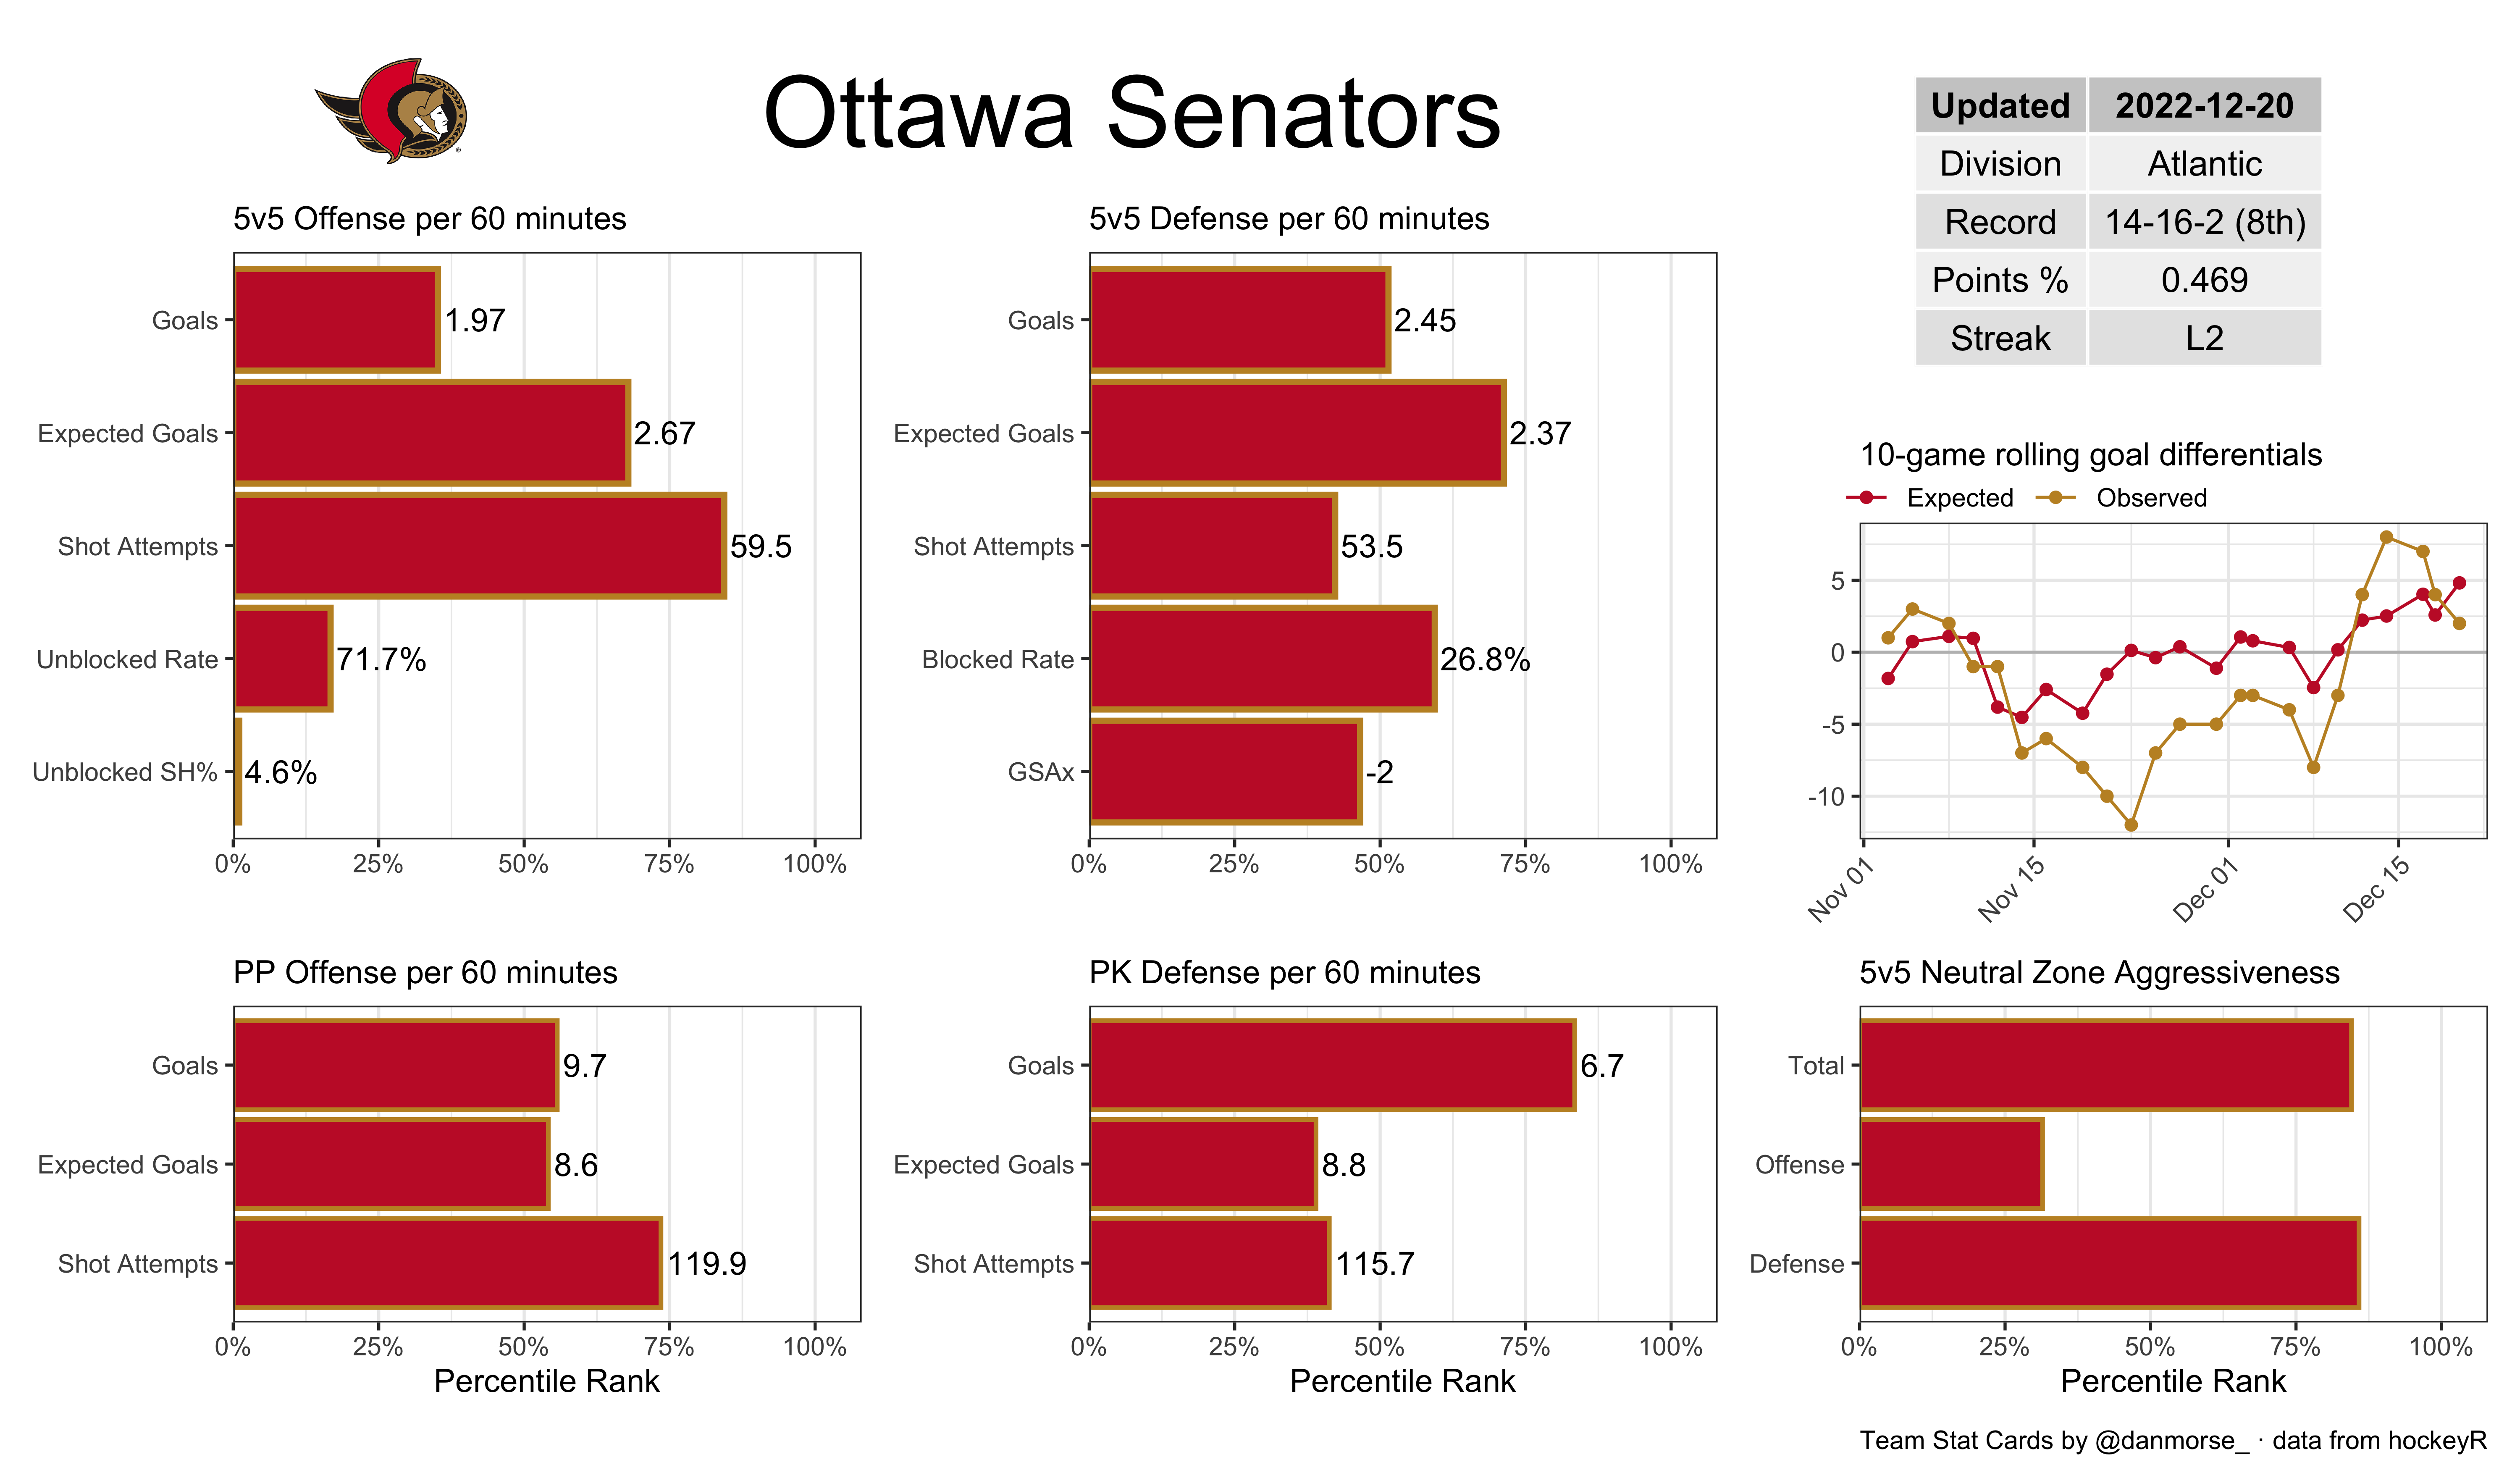 Ottawa Senators
Updated 2022-12-20
Division Atlantic
Record 14-16-2 (8th)
Points % 0.469
Streak L2
5v5 Offense per 60 minutes
Goals 1.97
Expected Goals 2.67
Shot Attempts 59.5
Unblocked Rate 71.7%
Unblocked SH% 4.6%
0% 25% 50% 75% 100%
5v5 Defense per 60 minutes
Goals 2.45
Expected Goals 2.37
Shot Attempts 53.5
Blocked Rate 26.8%
GSAx -2
0% 25% 50% 75% 100%
10-game rolling goal differentials
Expected Observed
5
0
-5
-10
Nov 01 Nov 15 Dec 01 Dec 15
PP Offense per 60 minutes
Goals 9.7
Expected Goals 8.6
Shot Attempts 119.9
0% 25% 50% 75% 100%
Percentile Rank
PK Defense per 60 minutes
Goals 6.7
Expected Goals 8.8
Shot Attempts 115.7
0% 25% 50% 75% 100%
Percentile Rank
5v5 Neutral Zone Aggressiveness
Total
Offense
Defense
0% 25% 50% 75% 100%
Percentile Rank
Team Stat Cards by @danmorse_ · data from hockeyR